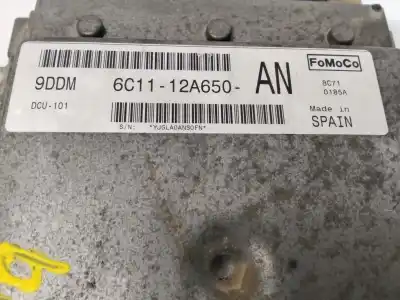 FoMoCo
9DDM 6C11-12A650- AN
8C71
0185A
DCU-101
Made in
SPAIN
S/N: